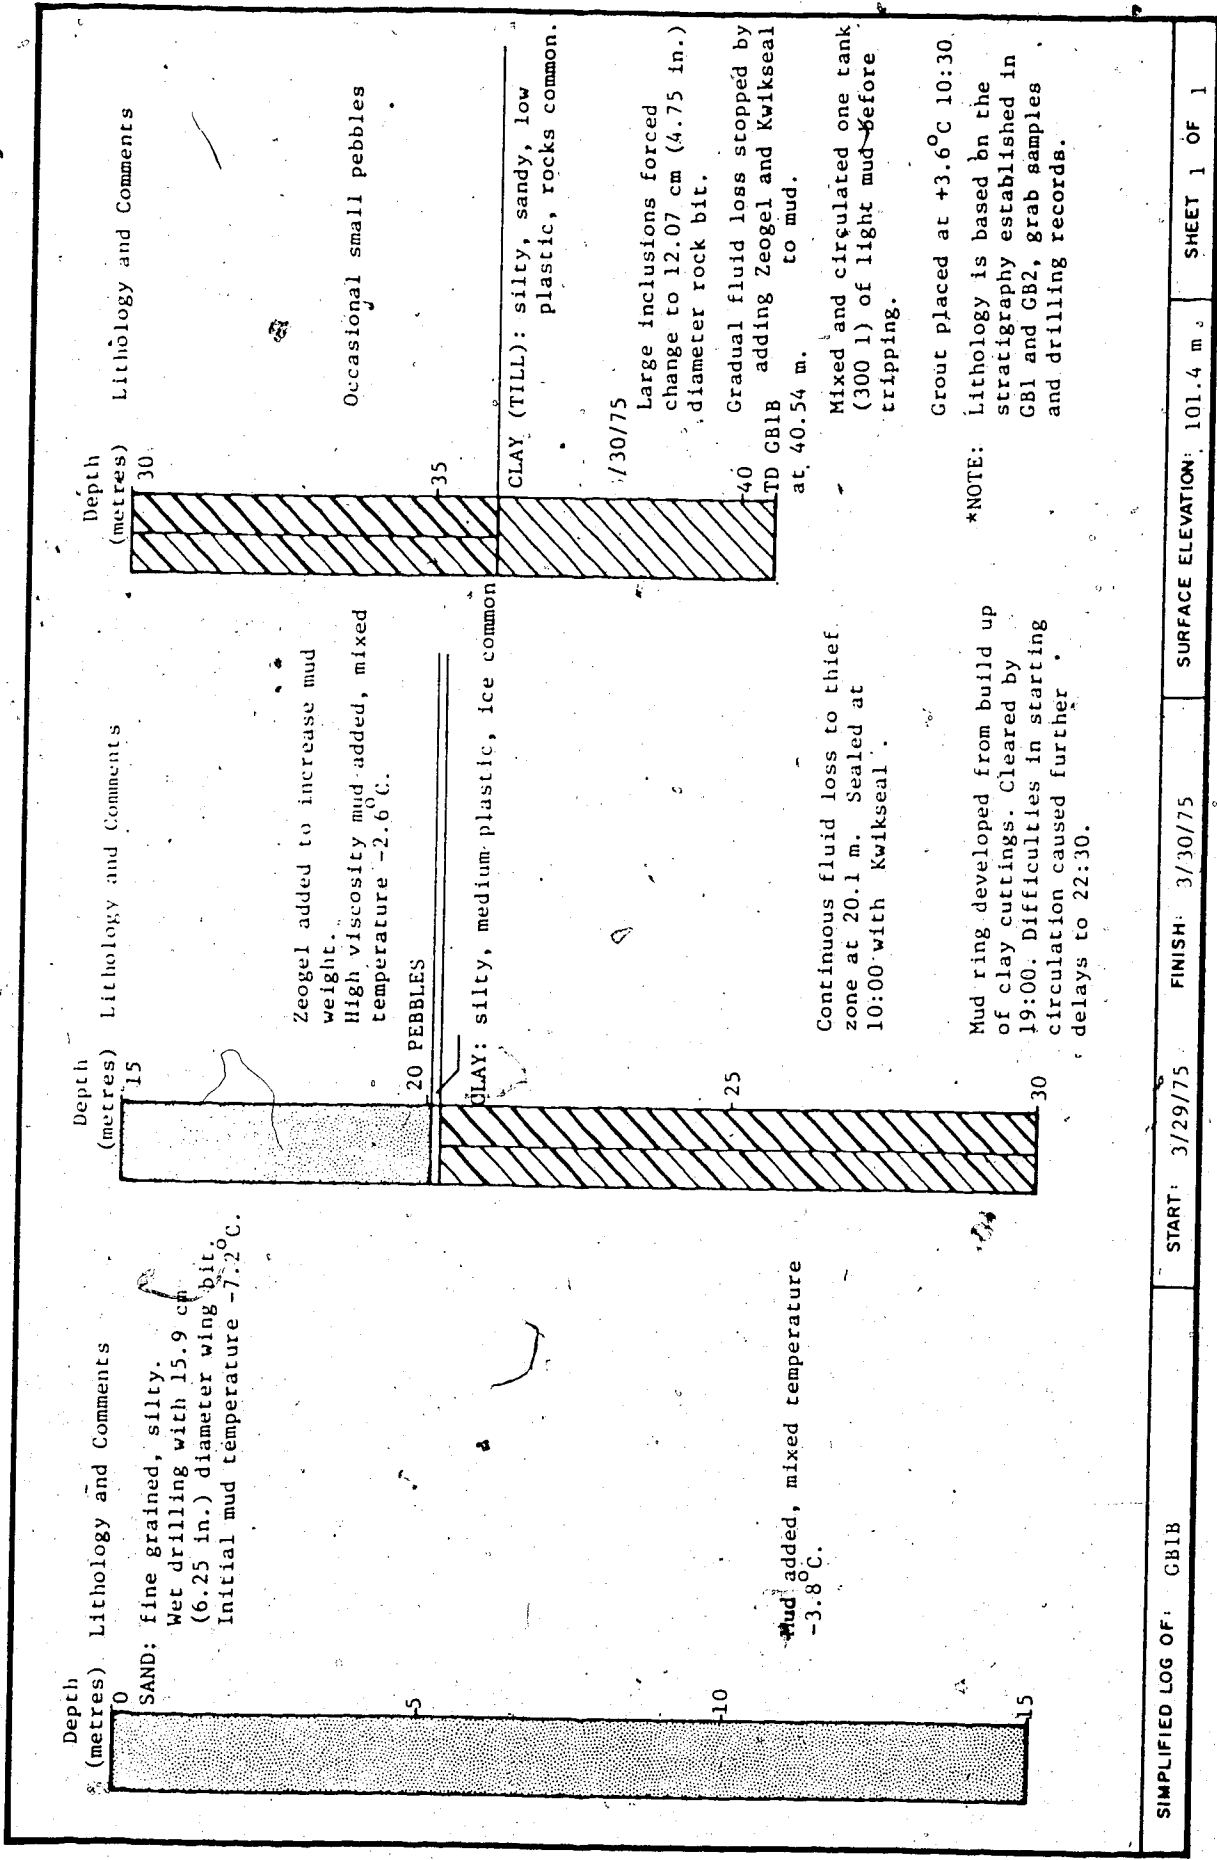 Depth
(metres) Lithology and Comments
0
SAND: fine grained, silty.
Wet drilling with 15.9 cm
(6.25 in.) diameter wing bit.
Initial mud temperature -7.2°C.
5
10
Mud added, mixed temperature
-3.8°C.
15
Depth
(metres) Lithology and Comments
15
Zeogel added to increase mud
weight.
High viscosity mud added, mixed
temperature -2.6°C.
20 PEBBLES
CLAY: silty, medium plastic, ice common
25
Continuous fluid loss to thief
zone at 20.1 m. Sealed at
10:00 with Kwikseal.
Mud ring developed from build up
of clay cuttings. Cleared by
19:00. Difficulties in starting
circulation caused further
delays to 22:30.
30
Depth
(metres) Lithology and Comments
30
Occasional small pebbles
35
CLAY (TILL): silty, sandy, low
plastic, rocks common.
/30/75
Large inclusions forced
change to 12.07 cm (4.75 in.)
diameter rock bit.
Gradual fluid loss stopped by
adding Zeogel and Kwikseal
to mud.
40
TD GB1B
at 40.54 m.
Mixed and circulated one tank
(300 l) of light mud before
tripping.
Grout placed at +3.6°C 10:30
*NOTE: Lithology is based on the
stratigraphy established in
GB1 and GB2, grab samples
and drilling records.
SIMPLIFIED LOG OF: GB1B START: 3/29/75 FINISH: 3/30/75 SURFACE ELEVATION: 101.4 m SHEET 1 OF 1